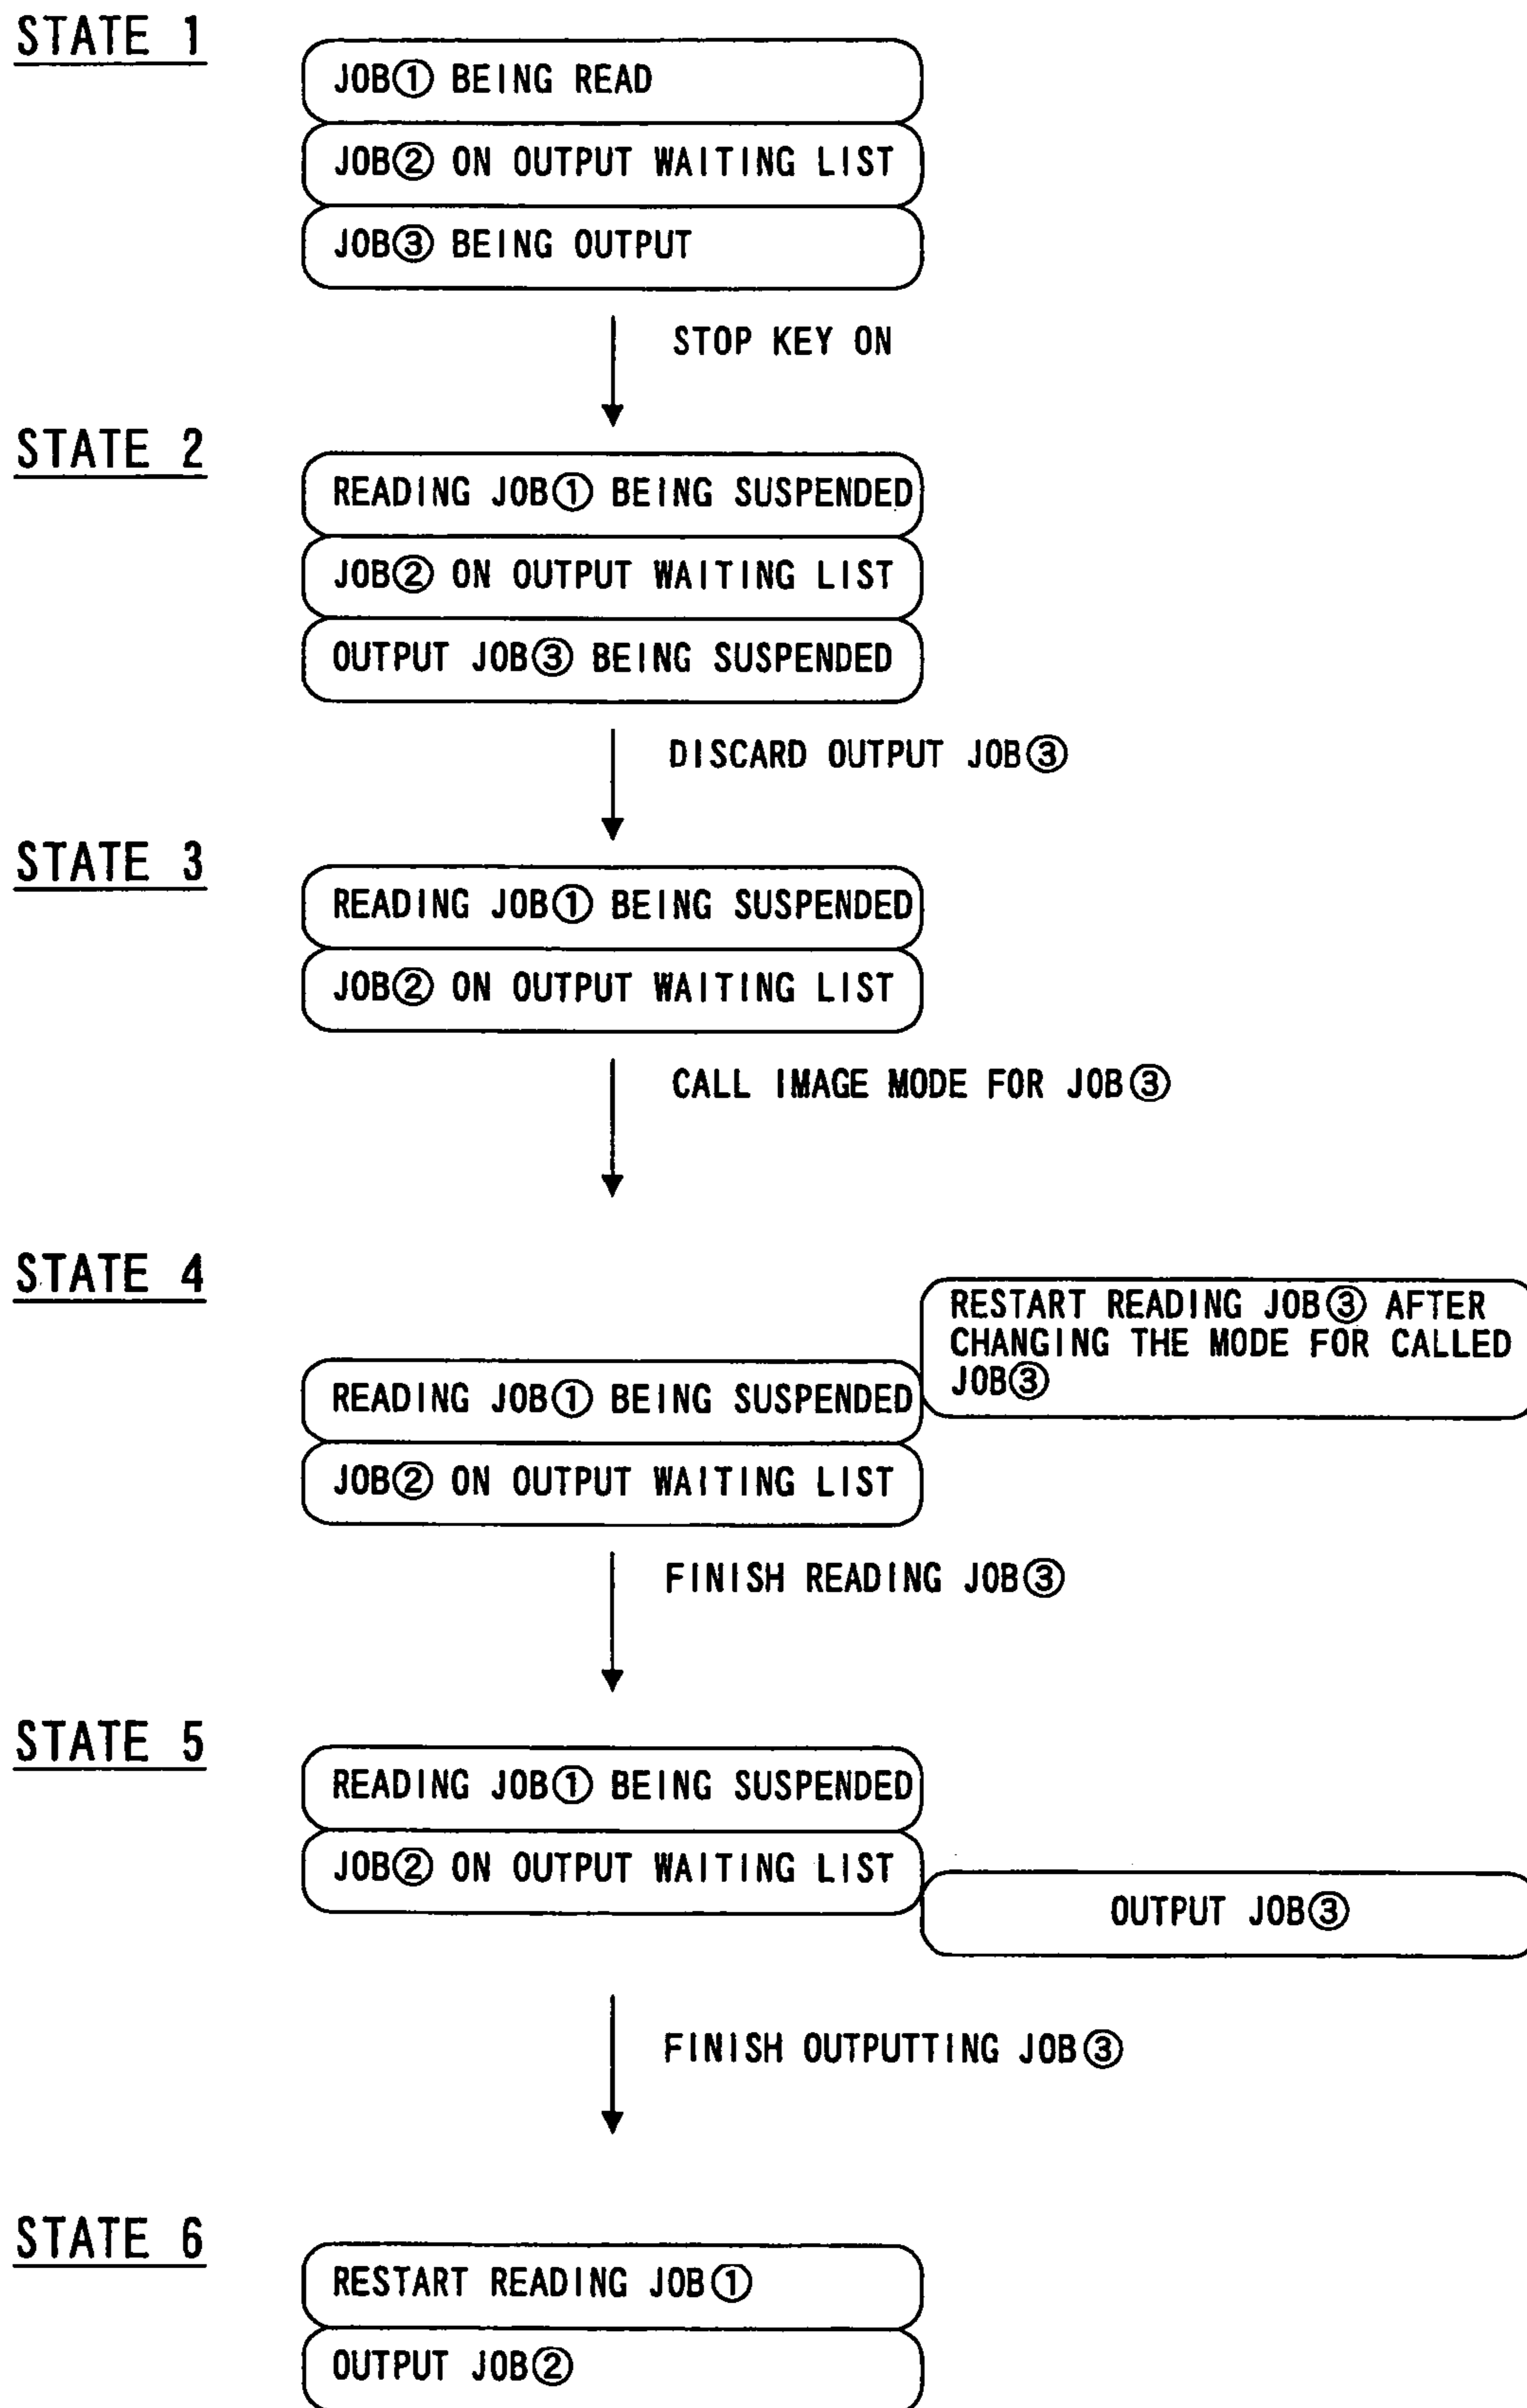 STATE 1
JOB① BEING READ
JOB② ON OUTPUT WAITING LIST
JOB③ BEING OUTPUT
STOP KEY ON
STATE 2
READING JOB① BEING SUSPENDED
JOB② ON OUTPUT WAITING LIST
OUTPUT JOB③ BEING SUSPENDED
DISCARD OUTPUT JOB③
STATE 3
READING JOB① BEING SUSPENDED
JOB② ON OUTPUT WAITING LIST
CALL IMAGE MODE FOR JOB③
STATE 4
RESTART READING JOB③ AFTER
CHANGING THE MODE FOR CALLED
JOB③
READING JOB① BEING SUSPENDED
JOB② ON OUTPUT WAITING LIST
FINISH READING JOB③
STATE 5
READING JOB① BEING SUSPENDED
JOB② ON OUTPUT WAITING LIST
OUTPUT JOB③
FINISH OUTPUTTING JOB③
STATE 6
RESTART READING JOB①
OUTPUT JOB②